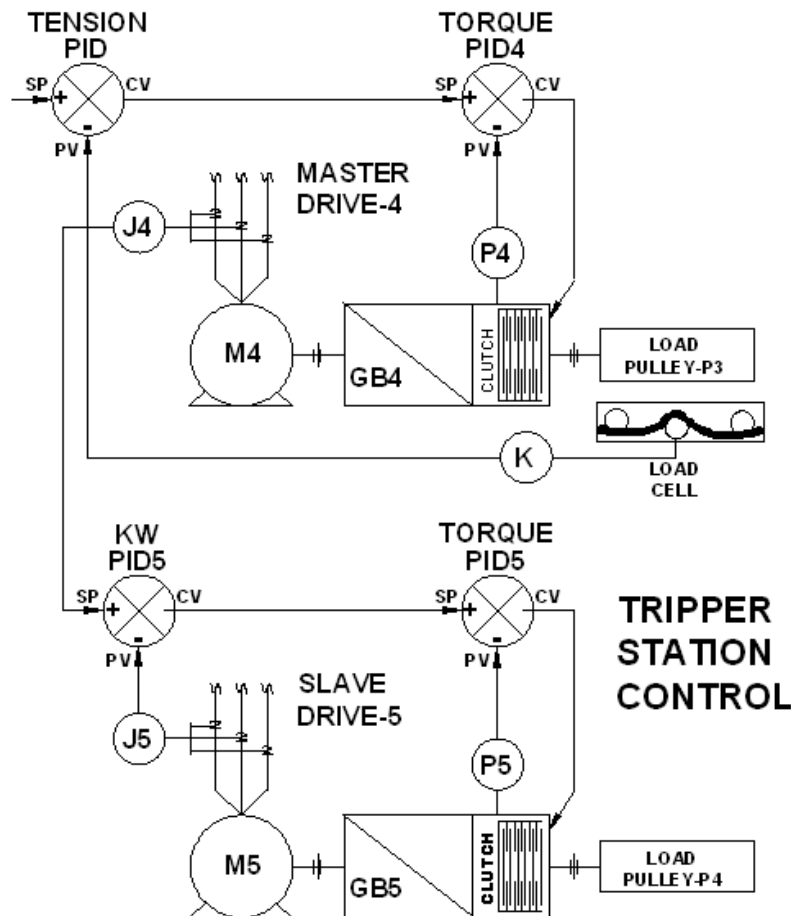 TENSION
PID
TORQUE
PID4
SP
CV
SP
CV
+
-
+
-
PV
PV
MASTER
DRIVE-4
J4
P4
M4
GB4
CLUTCH
LOAD
PULLEY-P3
K
LOAD
CELL
KW
PID5
TORQUE
PID5
SP
CV
SP
CV
+
-
+
-
PV
PV
TRIPPER
STATION
CONTROL
SLAVE
DRIVE-5
J5
P5
M5
GB5
CLUTCH
LOAD
PULLEY-P4